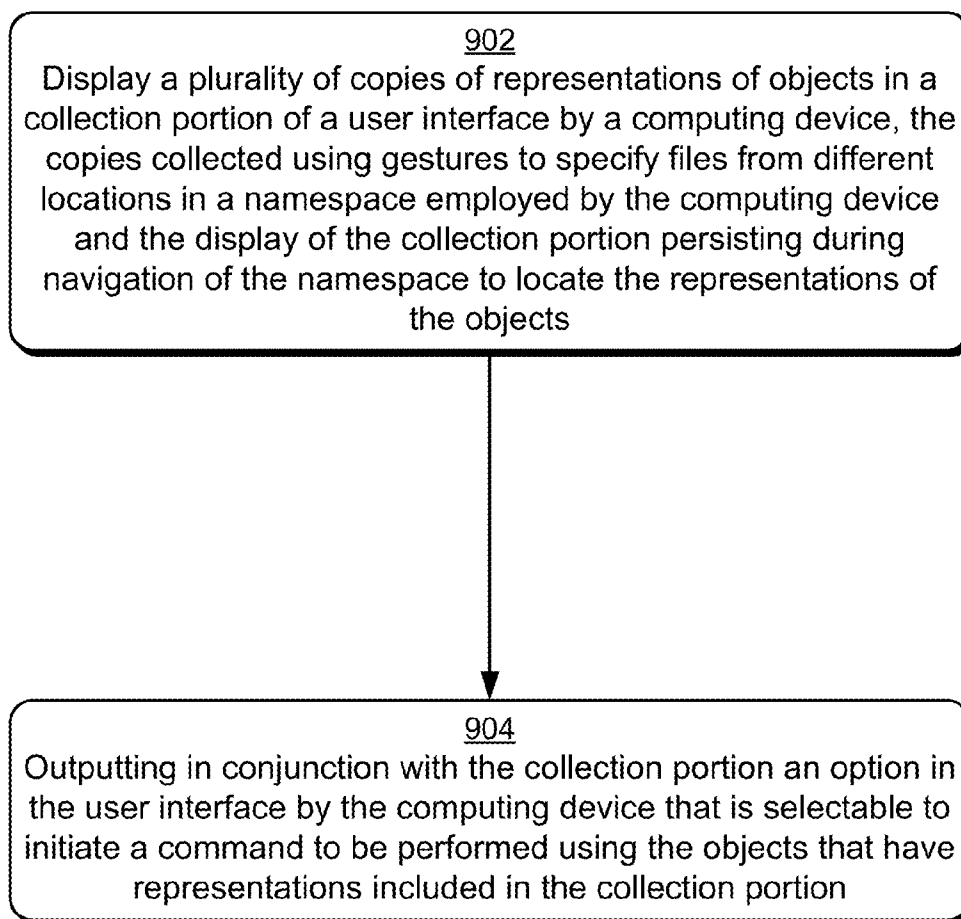 902
Display a plurality of copies of representations of objects in a
collection portion of a user interface by a computing device, the
copies collected using gestures to specify files from different
locations in a namespace employed by the computing device
and the display of the collection portion persisting during
navigation of the namespace to locate the representations of
the objects
904
Outputting in conjunction with the collection portion an option in
the user interface by the computing device that is selectable to
initiate a command to be performed using the objects that have
representations included in the collection portion